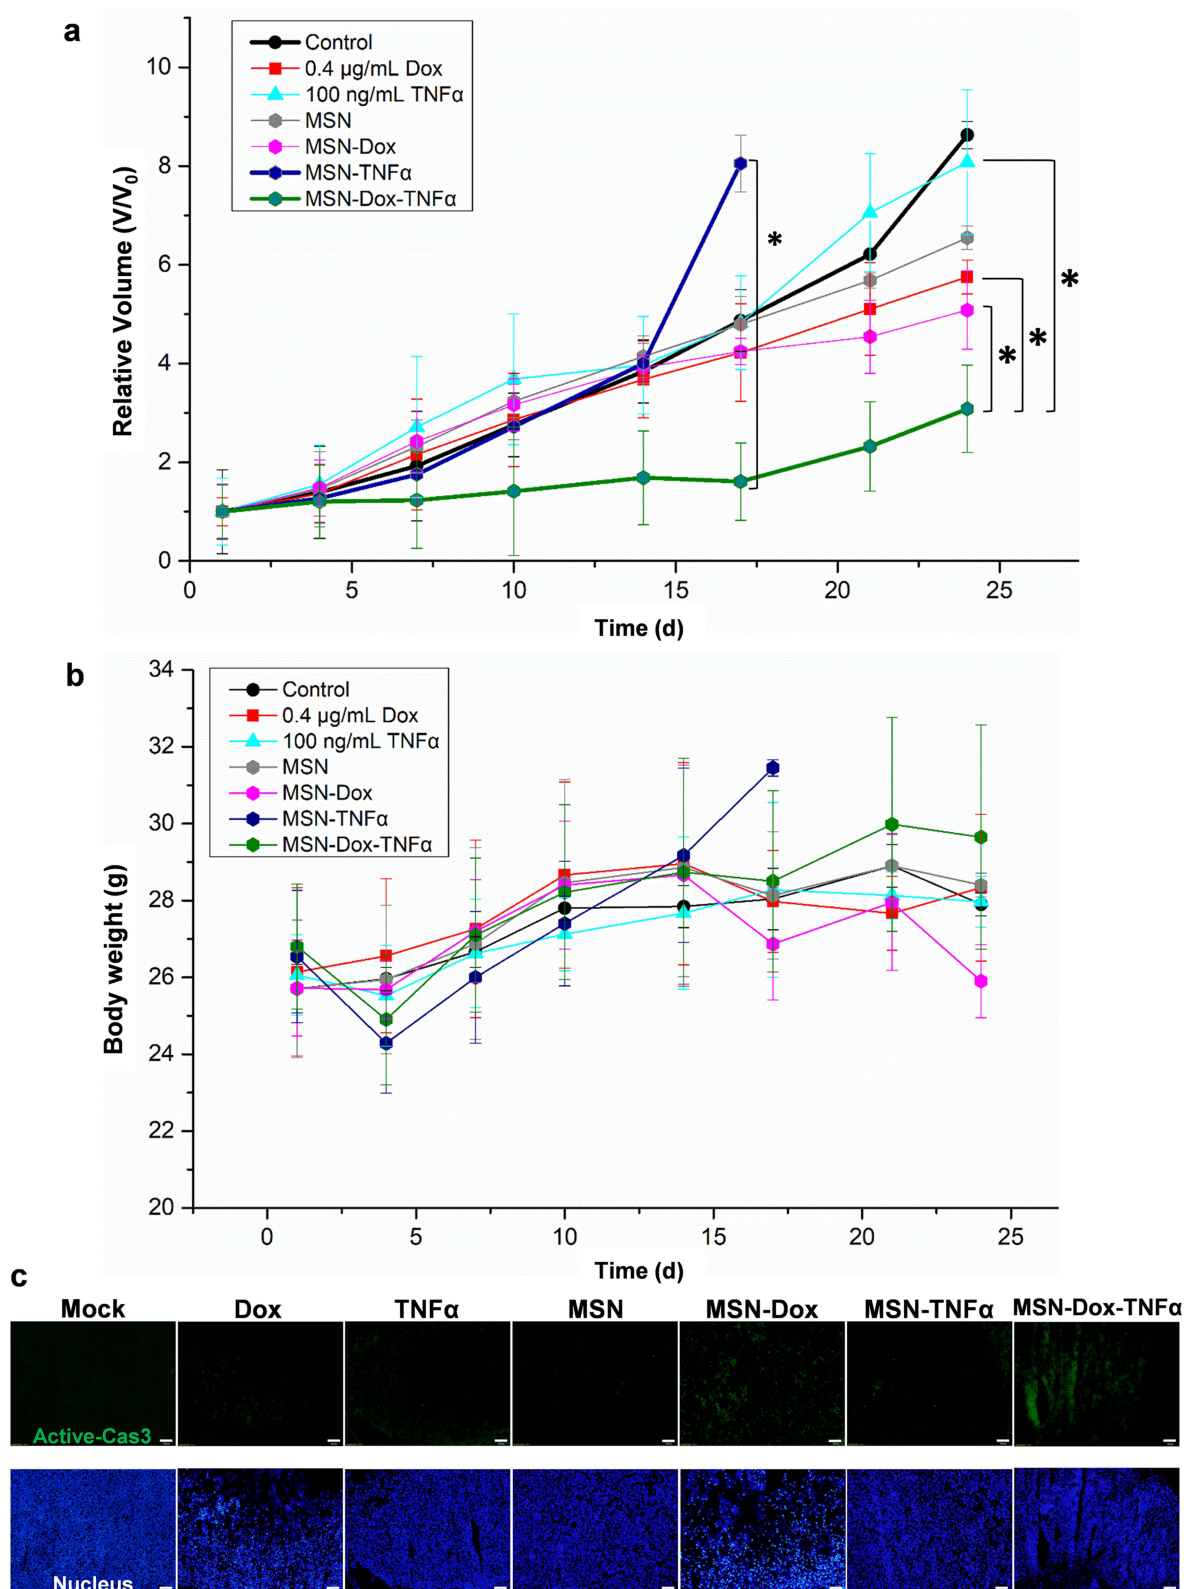 a
Control
0.4 µg/mL Dox
100 ng/mL TNFα
MSN
MSN-Dox
MSN-TNFα
MSN-Dox-TNFα
10
8
6
4
2
0
Relative Volume (V/V0)
*
*
*
*
0 5 10 15 20 25
Time (d)
b
Control
0.4 µg/mL Dox
100 ng/mL TNFα
MSN
MSN-Dox
MSN-TNFα
MSN-Dox-TNFα
34
32
30
28
26
24
22
20
Body weight (g)
0 5 10 15 20 25
Time (d)
c
Mock Dox TNFα MSN MSN-Dox MSN-TNFα MSN-Dox-TNFα
Active-Cas3
Nucleus